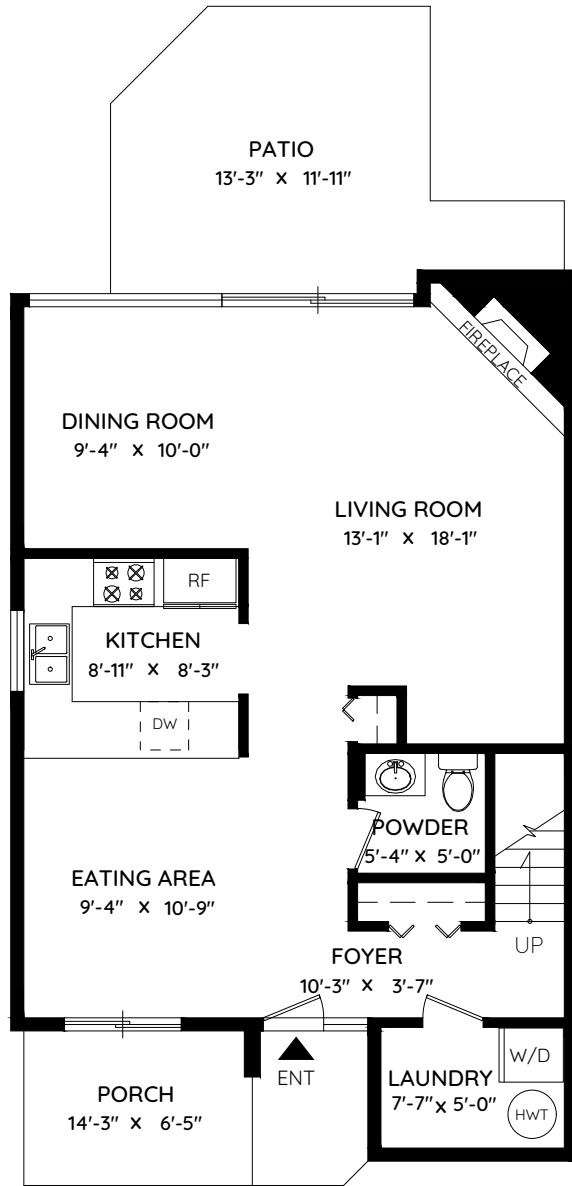 PATIO
13'-3" X 11'-11"
FIREPLACE
DINING ROOM
9'-4" X 10'-0"
LIVING ROOM
13'-1" X 18'-1"
RF
KITCHEN
8'-11" X 8'-3"
DW
POWDER
5'-4" X 5'-0"
EATING AREA
9'-4" X 10'-9"
UP
FOYER
10'-3" X 3'-7"
W/D
ENT
LAUNDRY
7'-7" X 5'-0"
HWT
PORCH
14'-3" X 6'-5"